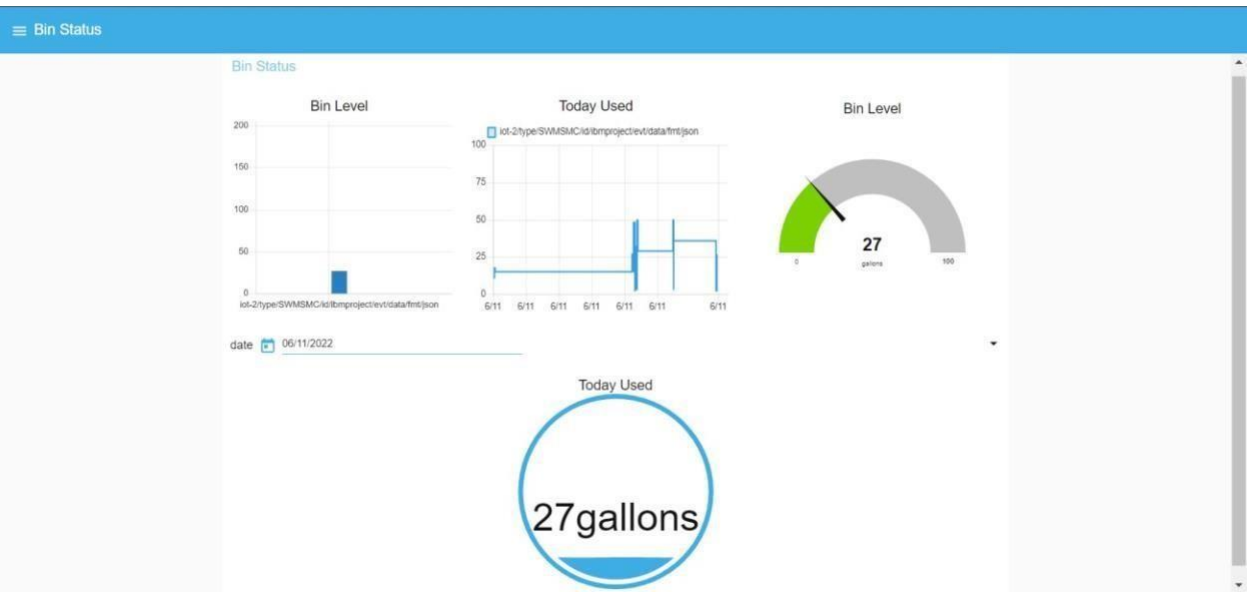 Bin Status
Bin Status
Bin Level
200
150
100
50
0
iot-2/type/SWMSMC/id/ibmproject/evt/data/fmt/json
Today Used
iot-2/type/SWMSMC/id/ibmproject/evt/data/fmt/json
100
75
50
25
0
6/11 6/11 6/11 6/11 6/11 6/11 6/11
Bin Level
27
gallons
0 100
date 06/11/2022
Today Used
27gallons